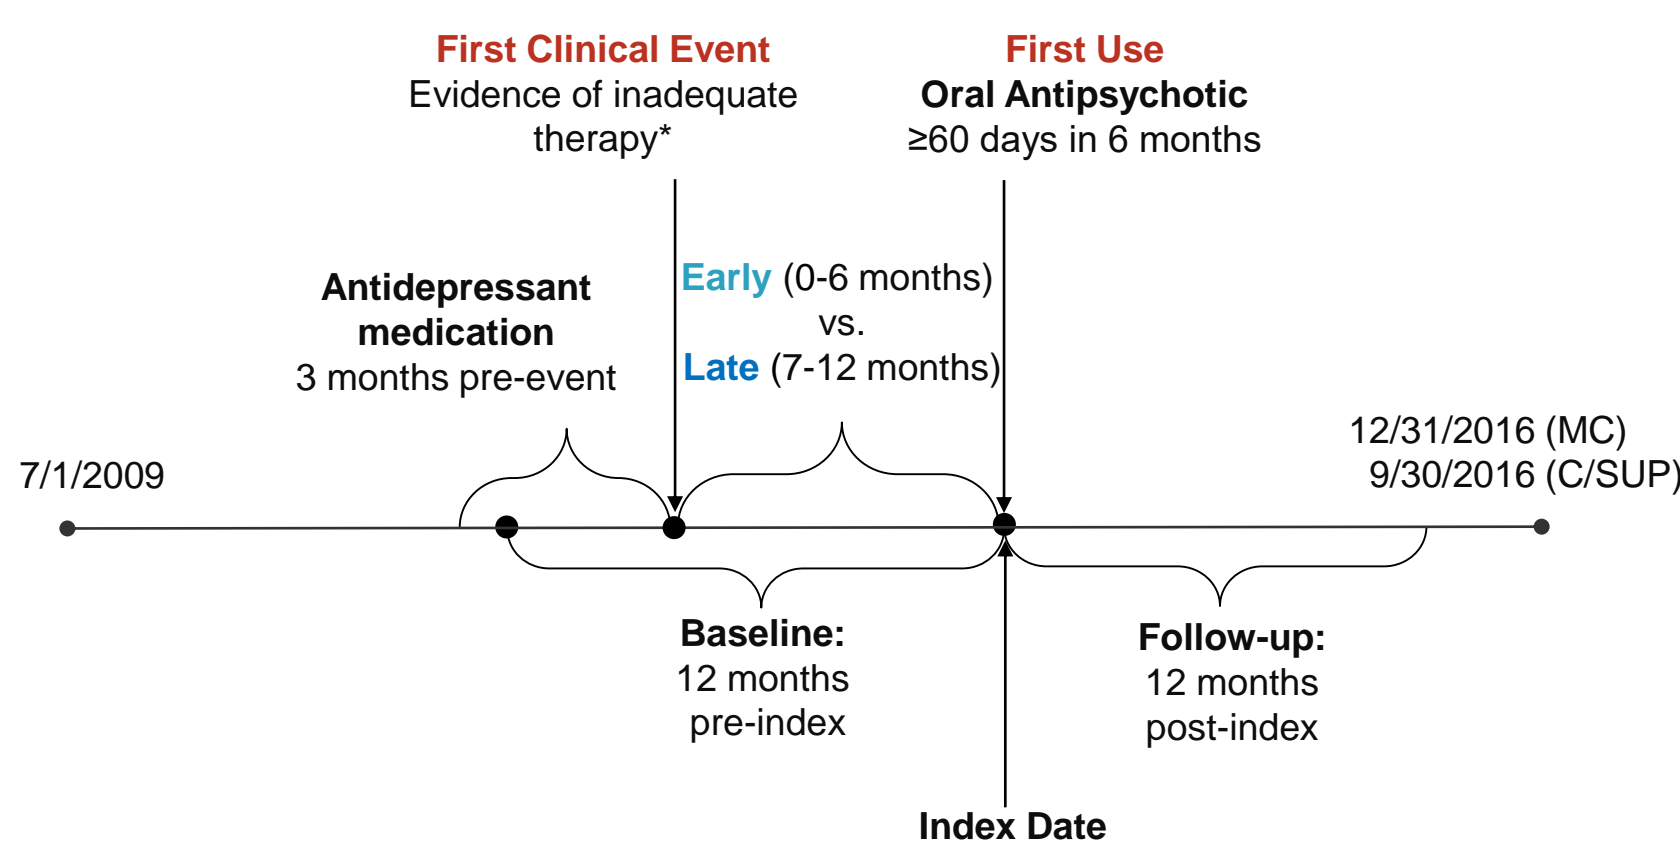 First Clinical Event
Evidence of inadequate
therapy*
First Use
Oral Antipsychotic
≥60 days in 6 months
Antidepressant
medication
3 months pre-event
Early (0-6 months)
vs.
Late (7-12 months)
7/1/2009
12/31/2016 (MC)
9/30/2016 (C/SUP)
Baseline:
12 months
pre-index
Follow-up:
12 months
post-index
Index Date